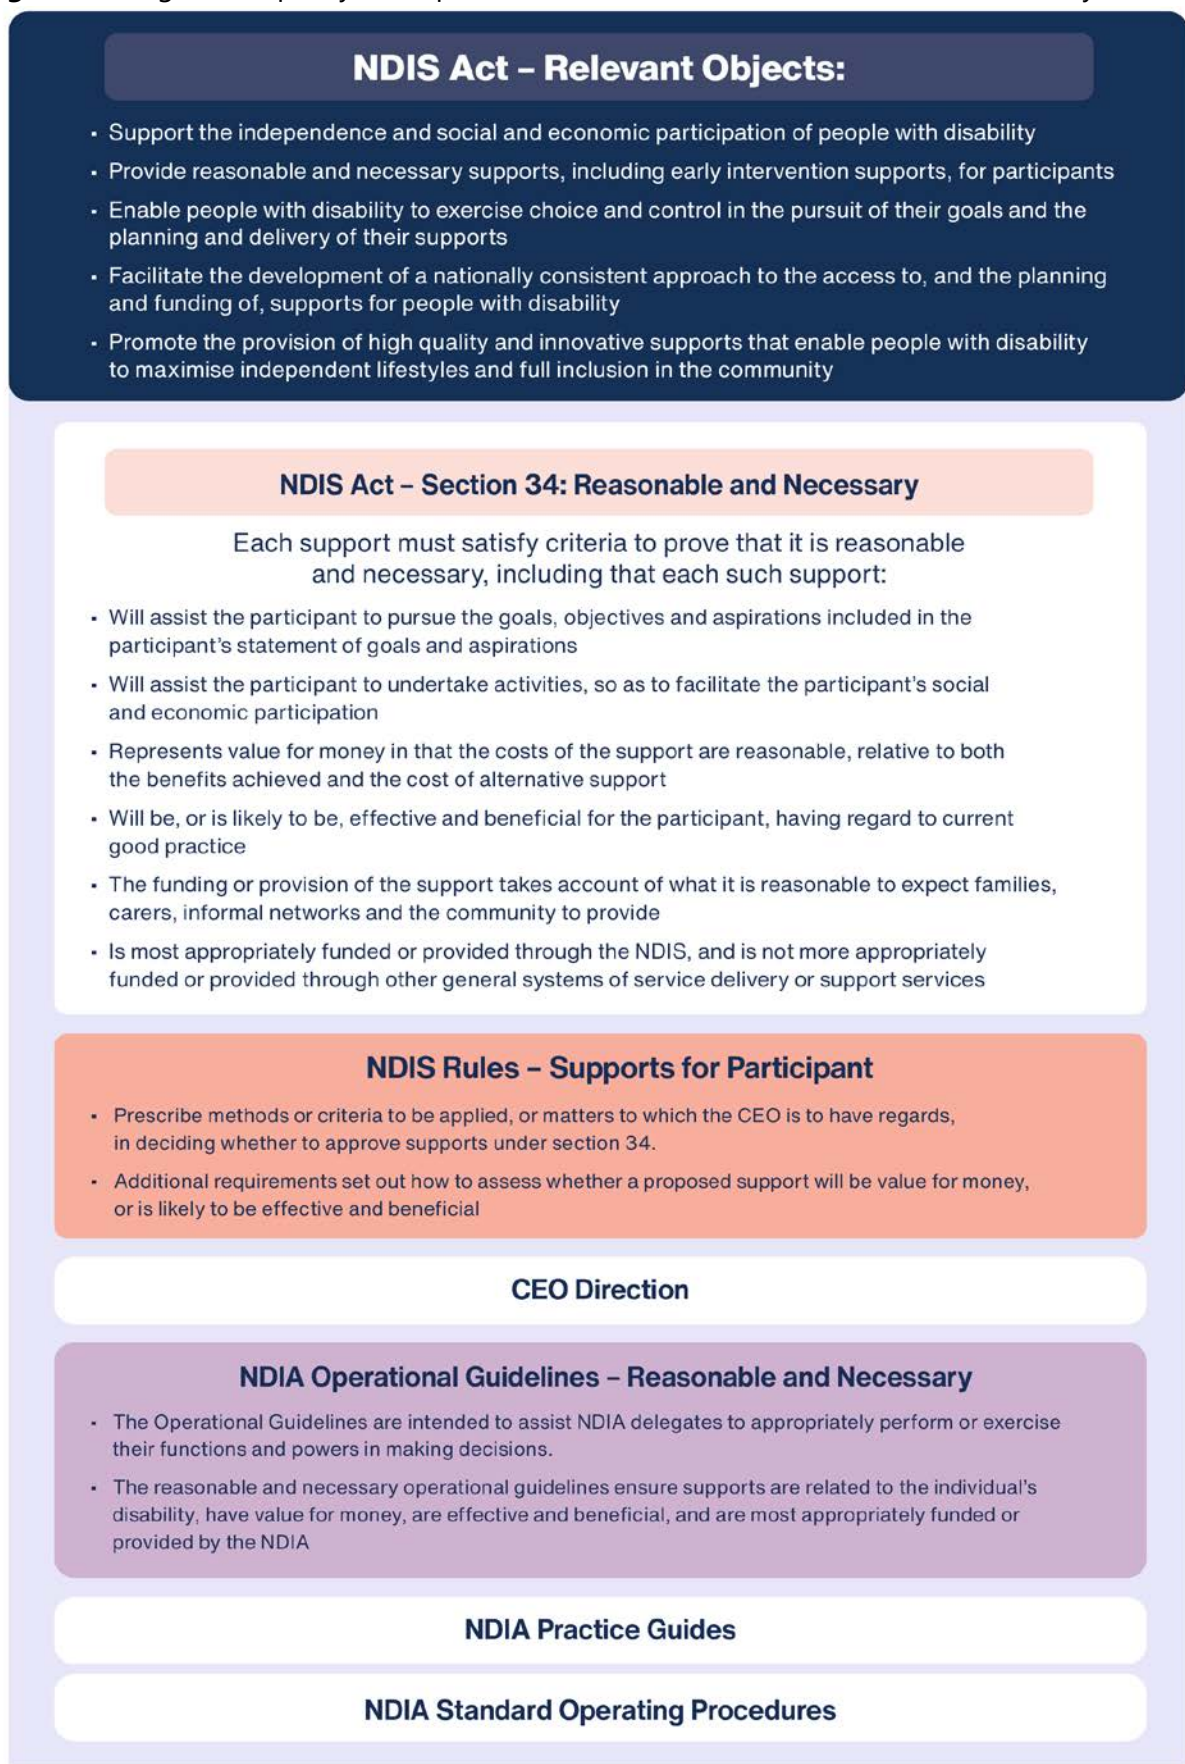 NDIS Act – Relevant Objects:
▪ Support the independence and social and economic participation of people with disability
▪ Provide reasonable and necessary supports, including early intervention supports, for participants
▪ Enable people with disability to exercise choice and control in the pursuit of their goals and the
planning and delivery of their supports
▪ Facilitate the development of a nationally consistent approach to the access to, and the planning
and funding of, supports for people with disability
▪ Promote the provision of high quality and innovative supports that enable people with disability
to maximise independent lifestyles and full inclusion in the community
NDIS Act – Section 34: Reasonable and Necessary
Each support must satisfy criteria to prove that it is reasonable
and necessary, including that each such support:
▪ Will assist the participant to pursue the goals, objectives and aspirations included in the
participant's statement of goals and aspirations
▪ Will assist the participant to undertake activities, so as to facilitate the participant's social
and economic participation
▪ Represents value for money in that the costs of the support are reasonable, relative to both
the benefits achieved and the cost of alternative support
▪ Will be, or is likely to be, effective and beneficial for the participant, having regard to current
good practice
▪ The funding or provision of the support takes account of what it is reasonable to expect families,
carers, informal networks and the community to provide
▪ Is most appropriately funded or provided through the NDIS, and is not more appropriately
funded or provided through other general systems of service delivery or support services
NDIS Rules – Supports for Participant
▪ Prescribe methods or criteria to be applied, or matters to which the CEO is to have regards,
in deciding whether to approve supports under section 34.
▪ Additional requirements set out how to assess whether a proposed support will be value for money,
or is likely to be effective and beneficial
CEO Direction
NDIA Operational Guidelines – Reasonable and Necessary
▪ The Operational Guidelines are intended to assist NDIA delegates to appropriately perform or exercise
their functions and powers in making decisions.
▪ The reasonable and necessary operational guidelines ensure supports are related to the individual's
disability, have value for money, are effective and beneficial, and are most appropriately funded or
provided by the NDIA
NDIA Practice Guides
NDIA Standard Operating Procedures